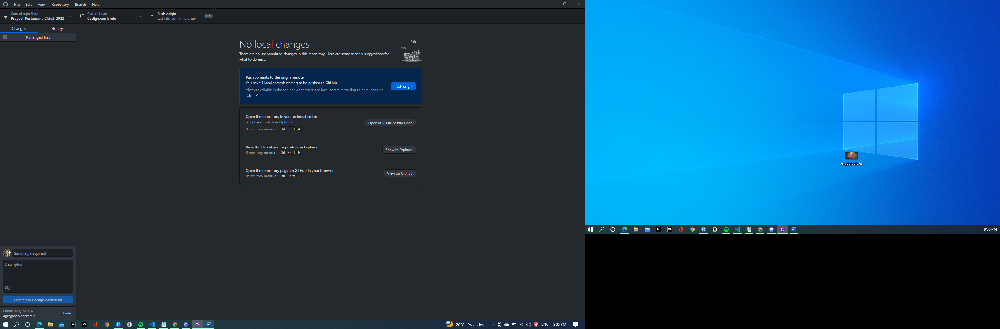 File Edit View Repository Branch Help
Current repository
Proyect_Restaurant_Ciclo3_2022
Current branch
Codigo.corriendo
Push origin
Last fetched 1 minute ago
1
Changes History
0 changed files
No local changes
There are no uncommitted changes in this repository. Here are some friendly suggestions for
what to do next.
Push commits to the origin remote
You have 1 local commit waiting to be pushed to GitHub.
Always available in the toolbar when there are local commits waiting to be pushed or
Ctrl P
Push origin
Open the repository in your external editor
Select your editor in Options
Repository menu or Ctrl Shift A
Open in Visual Studio Code
View the files of your repository in Explorer
Repository menu or Ctrl Shift F
Show in Explorer
Open the repository page on GitHub in your browser
Repository menu or Ctrl Shift G
View on GitHub
Summary (required)
Description
Commit to Codigo.corriendo
Committed just now
Agregando dockerfile
Undo
IJ WS W
20°C Prac. des... ENG 9:33 PM
mqdefault_6s
IJ WS W
9:33 PM